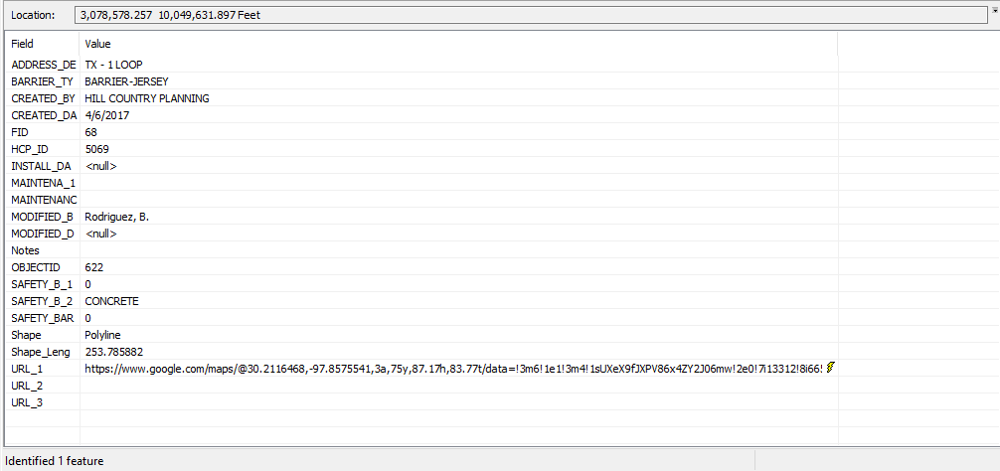 Location: 3,078,578.257 10,049,631.897 Feet
Field Value
ADDRESS_DE TX - 1 LOOP
BARRIER_TY BARRIER-JERSEY
CREATED_BY HILL COUNTRY PLANNING
CREATED_DA 4/6/2017
FID 68
HCP_ID 5069
INSTALL_DA <null>
MAINTENA_1
MAINTENANC
MODIFIED_B Rodriguez, B.
MODIFIED_D <null>
Notes
OBJECTID 622
SAFETY_B_1 0
SAFETY_B_2 CONCRETE
SAFETY_BAR 0
Shape Polyline
Shape_Leng 253.785882
URL_1 https://www.google.com/maps/@30.2116468,-97.8575541,3a,75y,87.17h,83.77t/data=!3m6!1e1!3m4!1sUXeX9fJXPV86x4ZY2J06mw!2e0!7i13312!8i66!
URL_2
URL_3
Identified 1 feature